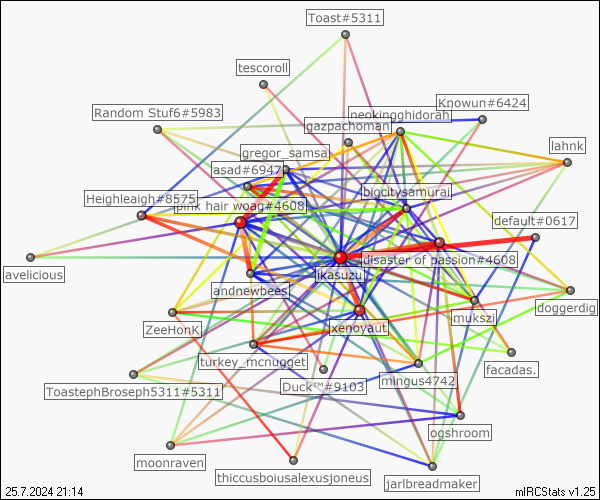 Toast#5311
tescoroll
Knowun#6424
Random Stuf6#5983
neokingghidorah
gazpachoman
lahnk
gregor_samsa
asad#6947
bigcitysamurai
Heighleaigh#8575
pink hair woag#4608
default#0617
disaster of passion#4608
avelicious
ikasuzu
andnewbees
doggerdig
mukszi
ZeeHonK
xenoyaut
turkey_mcnugget
facadas.
mingus4742
Duck™#9103
ToastephBroseph5311#5311
ogshroom
moonraven
thiccusboiusalexusjoneus
jarlbreadmaker
25.7.2024 21:14
mIRCStats v1.25